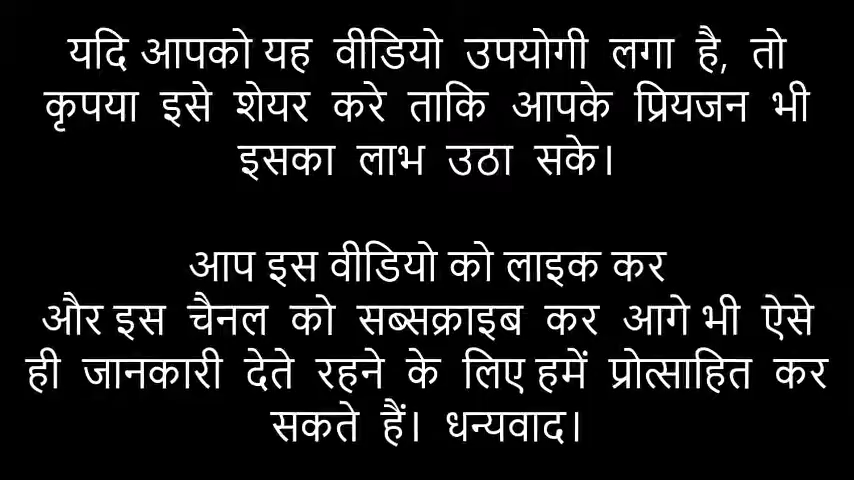 यदि आपको यह वीडियो उपयोगी लगा है, तो
कृपया इसे शेयर करे ताकि आपके प्रियजन भी
इसका लाभ उठा सके।
आप इस वीडियो को लाइक कर
और इस चैनल को सब्सक्राइब कर आगे भी ऐसे
ही जानकारी देते रहने के लिए हमें प्रोत्साहित कर
सकते हैं। धन्यवाद।